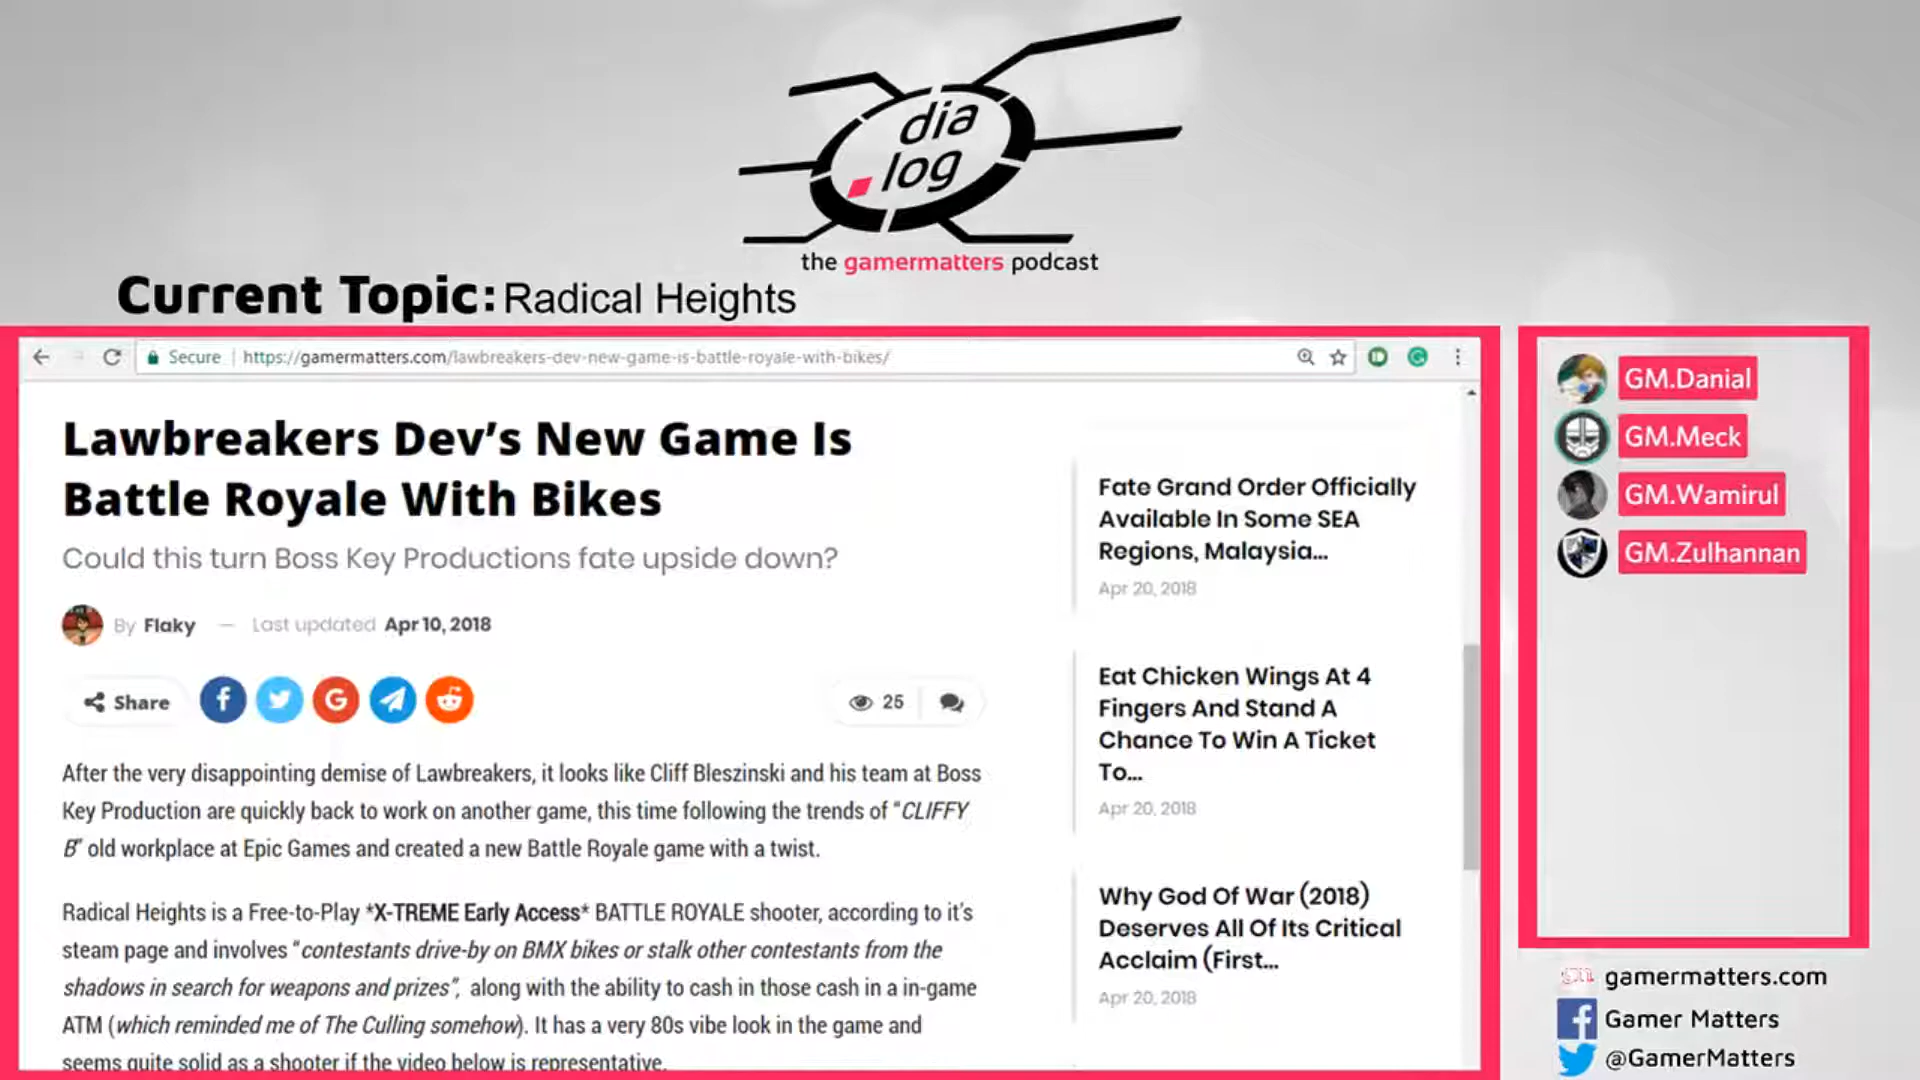 dia
.log
the gamermatters podcast
Current Topic: Radical Heights
Secure | https://gamermatters.com/lawbreakers-dev-new-game-is-battle-royale-with-bikes/
Lawbreakers Dev's New Game Is
Battle Royale With Bikes
Could this turn Boss Key Productions fate upside down?
By Flaky — Last updated Apr 10, 2018
Share
25
After the very disappointing demise of Lawbreakers, it looks like Cliff Bleszinski and his team at Boss
Key Production are quickly back to work on another game, this time following the trends of "CLIFFY
B" old workplace at Epic Games and created a new Battle Royale game with a twist.
Radical Heights is a Free-to-Play *X-TREME Early Access* BATTLE ROYALE shooter, according to it's
steam page and involves "contestants drive-by on BMX bikes or stalk other contestants from the
shadows in search for weapons and prizes", along with the ability to cash in those cash in a in-game
ATM (which reminded me of The Culling somehow). It has a very 80s vibe look in the game and
seems quite solid as a shooter if the video below is representative.
Fate Grand Order Officially
Available In Some SEA
Regions, Malaysia...
Apr 20, 2018
Eat Chicken Wings At 4
Fingers And Stand A
Chance To Win A Ticket
To...
Apr 20, 2018
Why God Of War (2018)
Deserves All Of Its Critical
Acclaim (First...
Apr 20, 2018
GM.Danial
GM.Meck
GM.Wamirul
GM.Zulhannan
gamermatters.com
Gamer Matters
@GamerMatters